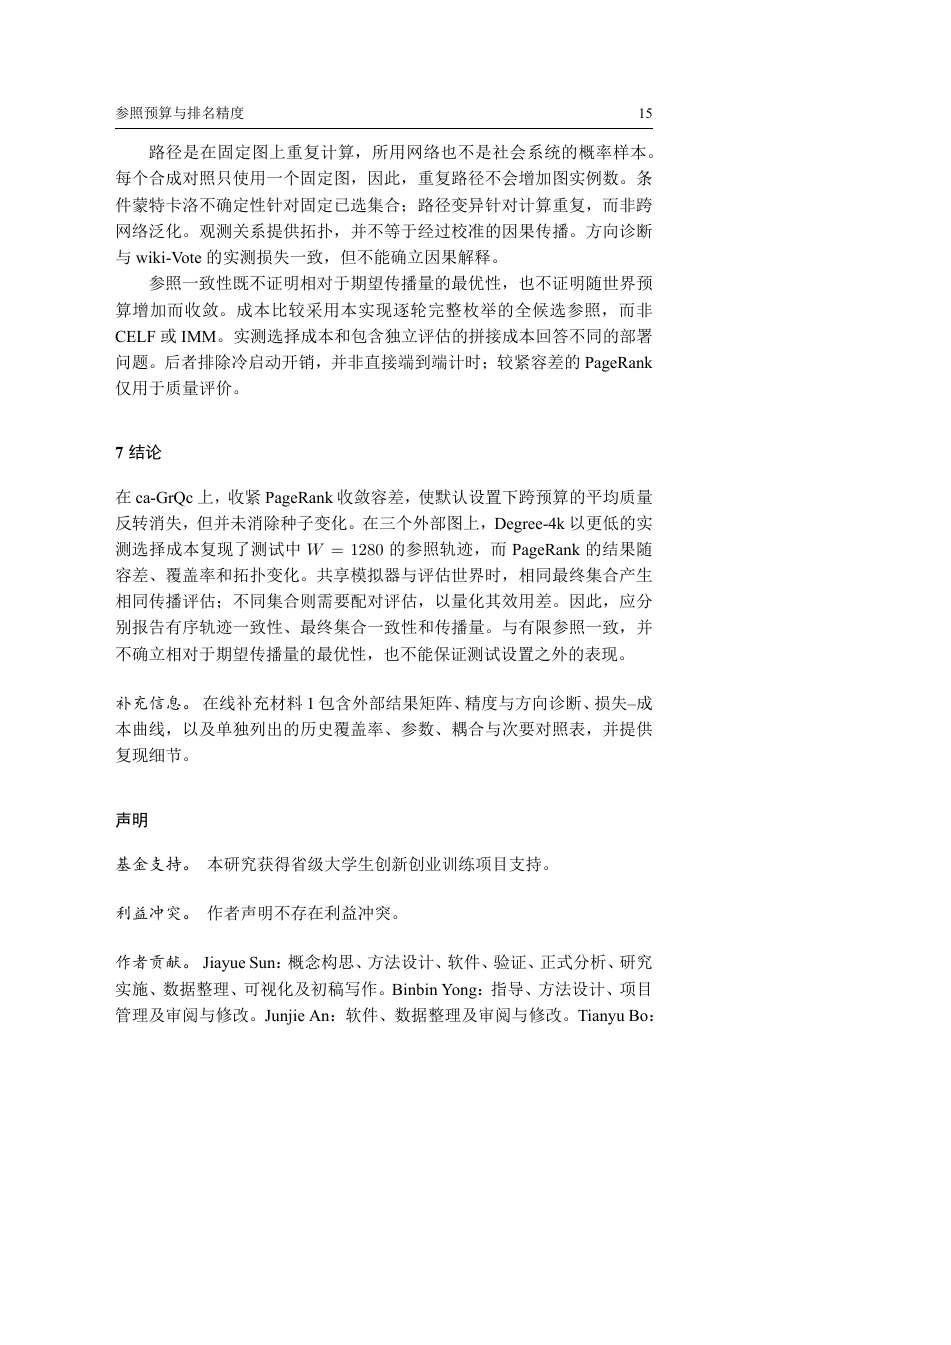 参照预算与排名精度 15
路径是在固定图上重复计算，所用网络也不是社会系统的概率样本。
每个合成对照只使用一个固定图，因此，重复路径不会增加图实例数。条
件蒙特卡洛不确定性针对固定已选集合；路径变异针对计算重复，而非跨
网络泛化。观测关系提供拓扑，并不等于经过校准的因果传播。方向诊断
与 wiki-Vote 的实测损失一致，但不能确立因果解释。
参照一致性既不证明相对于期望传播量的最优性，也不证明随世界预
算增加而收敛。成本比较采用本实现逐轮完整枚举的全候选参照，而非
CELF 或 IMM。实测选择成本和包含独立评估的拼接成本回答不同的部署
问题。后者排除冷启动开销，并非直接端到端计时；较紧容差的 PageRank
仅用于质量评价。
7 结论
在 ca-GrQc 上，收紧 PageRank 收敛容差，使默认设置下跨预算的平均质量
反转消失，但并未消除种子变化。在三个外部图上，Degree-4k 以更低的实
测选择成本复现了测试中 W = 1280 的参照轨迹，而 PageRank 的结果随
容差、覆盖率和拓扑变化。共享模拟器与评估世界时，相同最终集合产生
相同传播评估；不同集合则需要配对评估，以量化其效用差。因此，应分
别报告有序轨迹一致性、最终集合一致性和传播量。与有限参照一致，并
不确立相对于期望传播量的最优性，也不能保证测试设置之外的表现。
补充信息。 在线补充材料 1 包含外部结果矩阵、精度与方向诊断、损失–成
本曲线，以及单独列出的历史覆盖率、参数、耦合与次要对照表，并提供
复现细节。
声明
基金支持。 本研究获得省级大学生创新创业训练项目支持。
利益冲突。 作者声明不存在利益冲突。
作者贡献。 Jiayue Sun：概念构思、方法设计、软件、验证、正式分析、研究
实施、数据整理、可视化及初稿写作。Binbin Yong：指导、方法设计、项目
管理及审阅与修改。Junjie An：软件、数据整理及审阅与修改。Tianyu Bo：